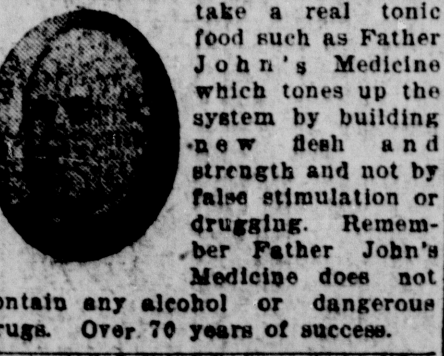 take a real tonic
food such as Father
John's Medicine
which tones up the
system by building
new flesh and
strength and not by
false stimulation or
drugging. Remem-
ber Father John's
Medicine does not
ontain any alcohol or dangerous
rugs. Over 70 years of success.